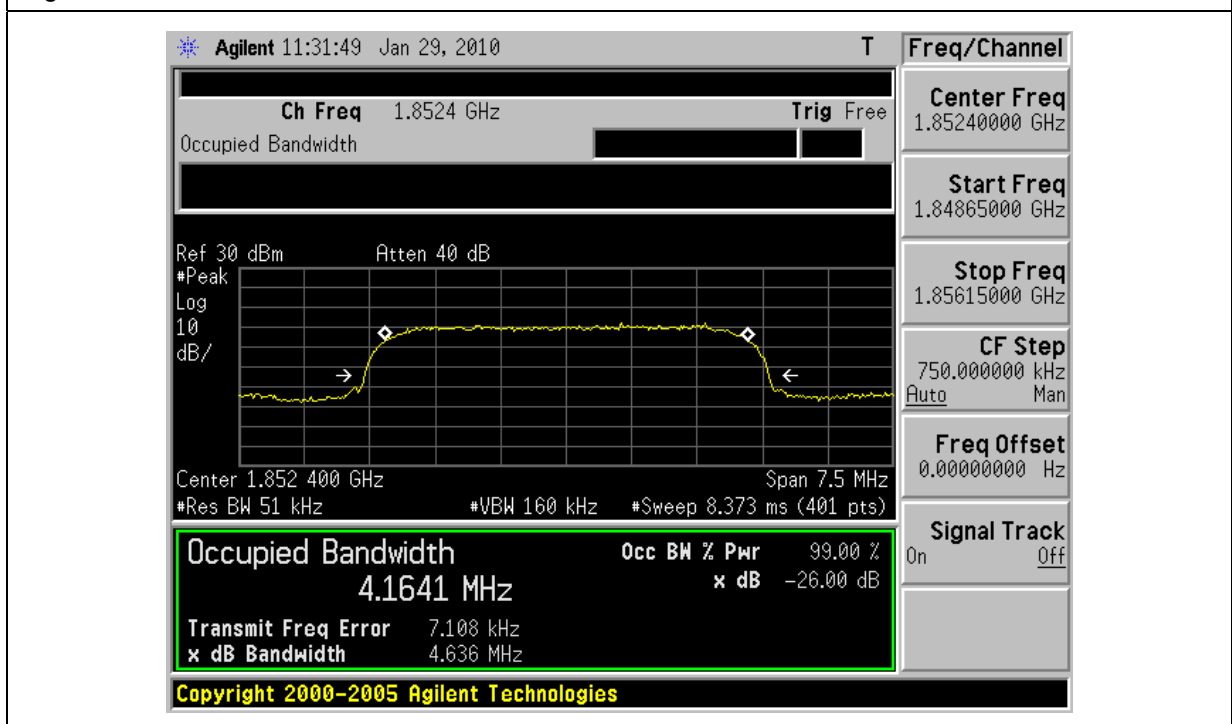 Agilent 11:31:49 Jan 29, 2010 T
Freq/Channel
Ch Freq 1.8524 GHz Trig Free
Occupied Bandwidth
Center Freq
1.85240000 GHz
Start Freq
1.84865000 GHz
Stop Freq
1.85615000 GHz
CF Step
750.000000 kHz
Auto Man
Freq Offset
0.00000000 Hz
Signal Track
On Off
Ref 30 dBm Atten 40 dB
#Peak
Log
10
dB/
Center 1.852 400 GHz Span 7.5 MHz
#Res BW 51 kHz #VBW 160 kHz #Sweep 8.373 ms (401 pts)
Occupied Bandwidth Occ BW % Pwr 99.00 %
4.1641 MHz x dB -26.00 dB
Transmit Freq Error 7.108 kHz
x dB Bandwidth 4.636 MHz
Copyright 2000-2005 Agilent Technologies